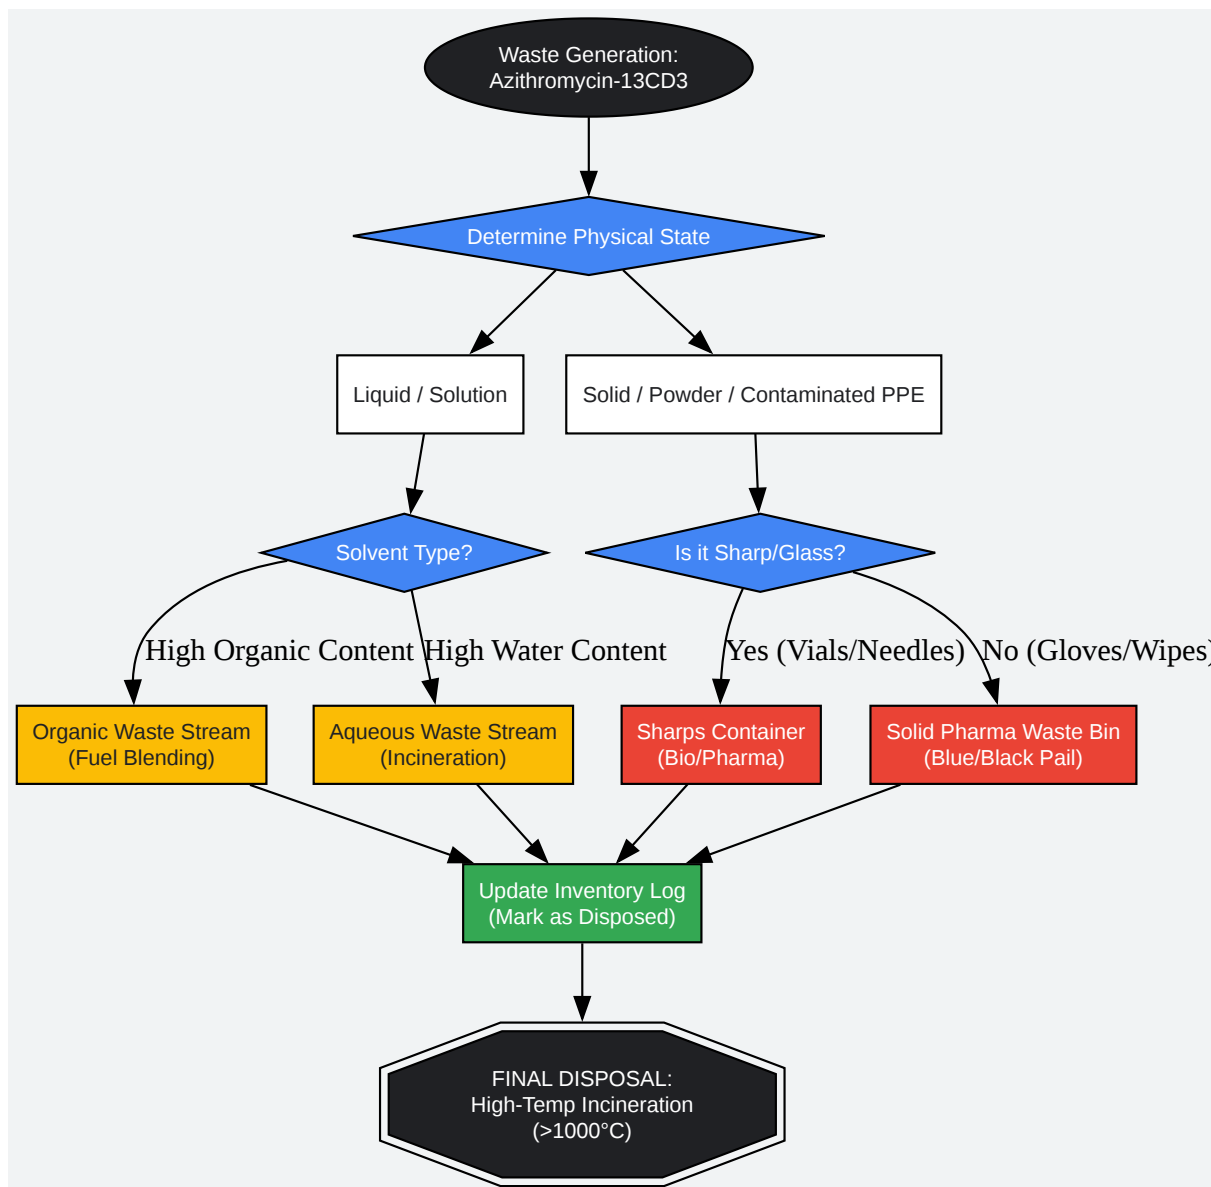 Waste Generation:
Azithromycin-13CD3
Determine Physical State
Liquid / Solution
Solid / Powder / Contaminated PPE
Solvent Type?
Is it Sharp/Glass?
High Organic Content
High Water Content
Yes (Vials/Needles)
No (Gloves/Wipes)
Organic Waste Stream
(Fuel Blending)
Aqueous Waste Stream
(Incineration)
Sharps Container
(Bio/Pharma)
Solid Pharma Waste Bin
(Blue/Black Pail)
Update Inventory Log
(Mark as Disposed)
FINAL DISPOSAL:
High-Temp Incineration
(>1000°C)